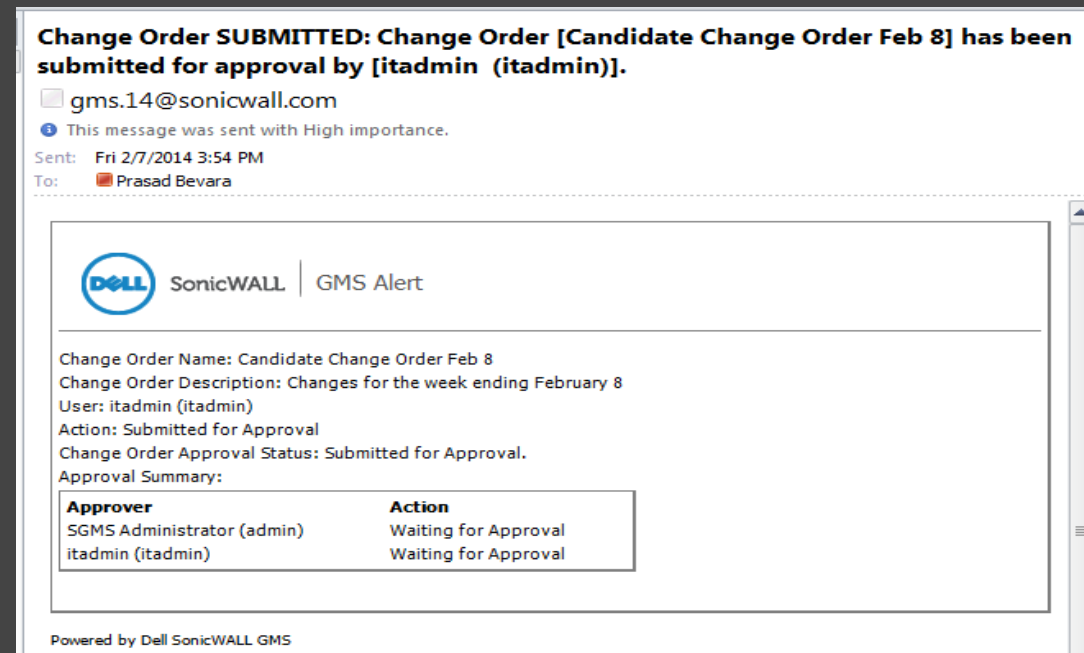 Change Order SUBMITTED: Change Order [Candidate Change Order Feb 8] has been
submitted for approval by [itadmin (itadmin)].
gms.14@sonicwall.com
This message was sent with High importance.
Sent: Fri 2/7/2014 3:54 PM
To: Prasad Bevara
DELL SonicWALL | GMS Alert
Change Order Name: Candidate Change Order Feb 8
Change Order Description: Changes for the week ending February 8
User: itadmin (itadmin)
Action: Submitted for Approval
Change Order Approval Status: Submitted for Approval.
Approval Summary:
Approver Action
SGMS Administrator (admin) Waiting for Approval
itadmin (itadmin) Waiting for Approval
Powered by Dell SonicWALL GMS